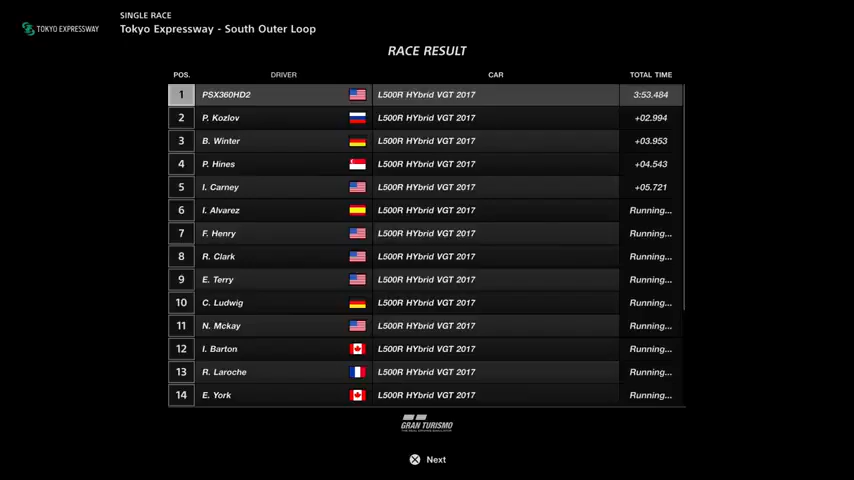 SINGLE RACE
TOKYO EXPRESSWAY
Tokyo Expressway - South Outer Loop
RACE RESULT
POS. DRIVER CAR TOTAL TIME
1 PSX360HD2 L500R HYbrid VGT 2017 3:53.484
2 P. Kozlov L500R HYbrid VGT 2017 +02.994
3 B. Winter L500R HYbrid VGT 2017 +03.953
4 P. Hines L500R HYbrid VGT 2017 +04.543
5 I. Carney L500R HYbrid VGT 2017 +05.721
6 I. Alvarez L500R HYbrid VGT 2017 Running...
7 F. Henry L500R HYbrid VGT 2017 Running...
8 R. Clark L500R HYbrid VGT 2017 Running...
9 E. Terry L500R HYbrid VGT 2017 Running...
10 C. Ludwig L500R HYbrid VGT 2017 Running...
11 N. Mckay L500R HYbrid VGT 2017 Running...
12 I. Barton L500R HYbrid VGT 2017 Running...
13 R. Laroche L500R HYbrid VGT 2017 Running...
14 E. York L500R HYbrid VGT 2017 Running...
GRAN TURISMO
THE REAL DRIVING SIMULATOR
Next